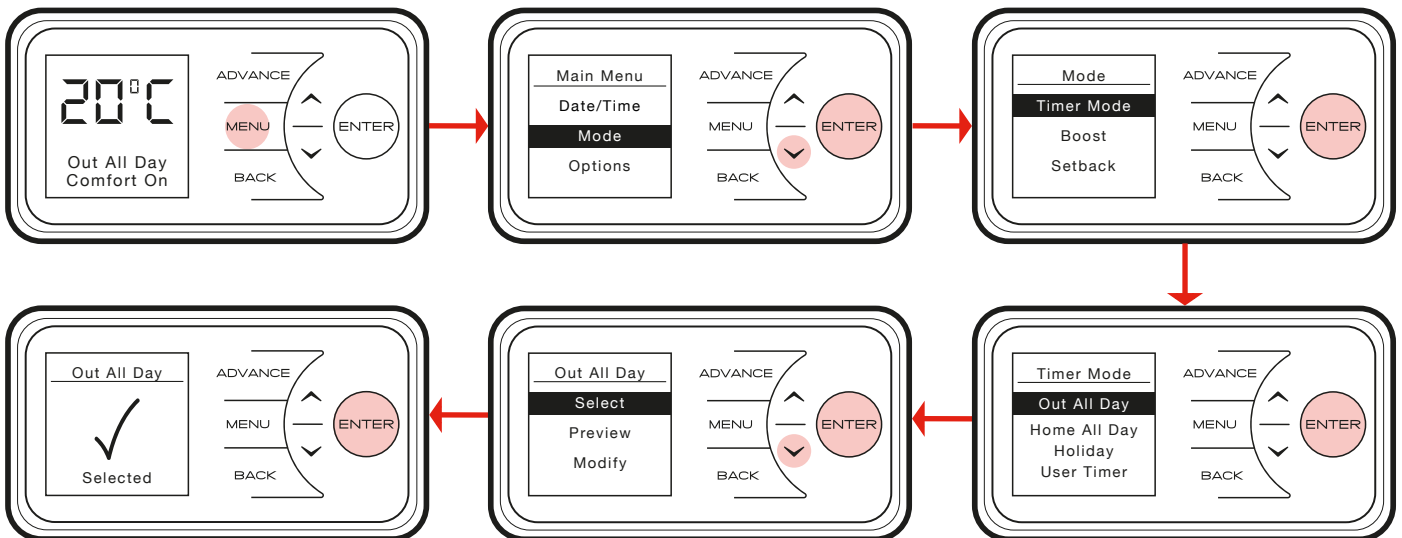 20°C
Out All Day
Comfort On
ADVANCE
MENU
BACK
ENTER
Main Menu
Date/Time
Mode
Options
ADVANCE
MENU
BACK
ENTER
Mode
Timer Mode
Boost
Setback
ADVANCE
MENU
BACK
ENTER
Out All Day
Selected
ADVANCE
MENU
BACK
ENTER
Out All Day
Select
Preview
Modify
ADVANCE
MENU
BACK
ENTER
Timer Mode
Out All Day
Home All Day
Holiday
User Timer
ADVANCE
MENU
BACK
ENTER